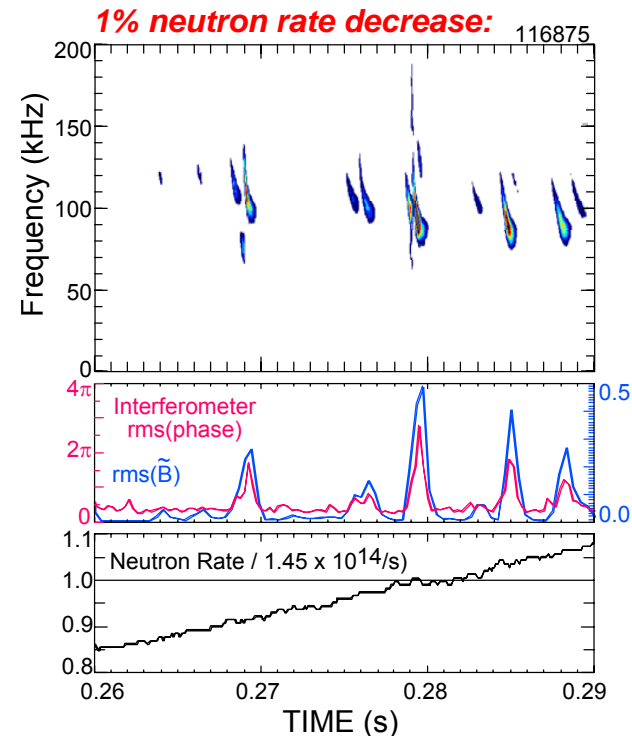 1% neutron rate decrease:
116875
200
150
100
50
0
Frequency (kHz)
4π
2π
0
Interferometer
rms(phase)
rms(B̃)
0.5
0.0
1.1
1.0
0.9
0.8
Neutron Rate / 1.45 x 10¹⁴/s)
0.26 0.27 0.28 0.29
TIME (s)